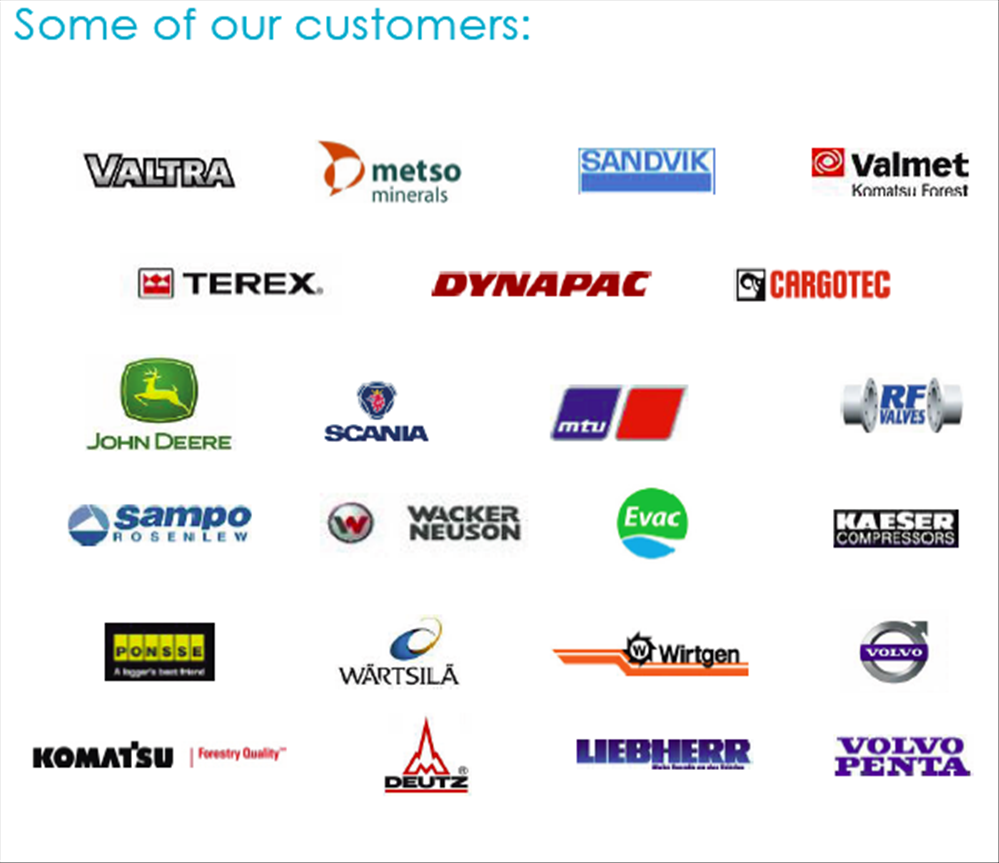 Some of our customers:
VALTRA
metso
minerals
SANDVIK
Valmet
Komatsu Forest
TEREX®
DYNAPAC
CARGOTEC
JOHN DEERE
SCANIA
mtu
RF
VALVES
sampo
ROSENLEW
W
WACKER
NEUSON
Evac
KAESER
COMPRESSORS
PONSSE
A logger's best friend
WÄRTSILÄ
W
Wirtgen
VOLVO
KOMATSU
Forestry Quality™
DEUTZ®
LIEBHERR
VOLVO
PENTA